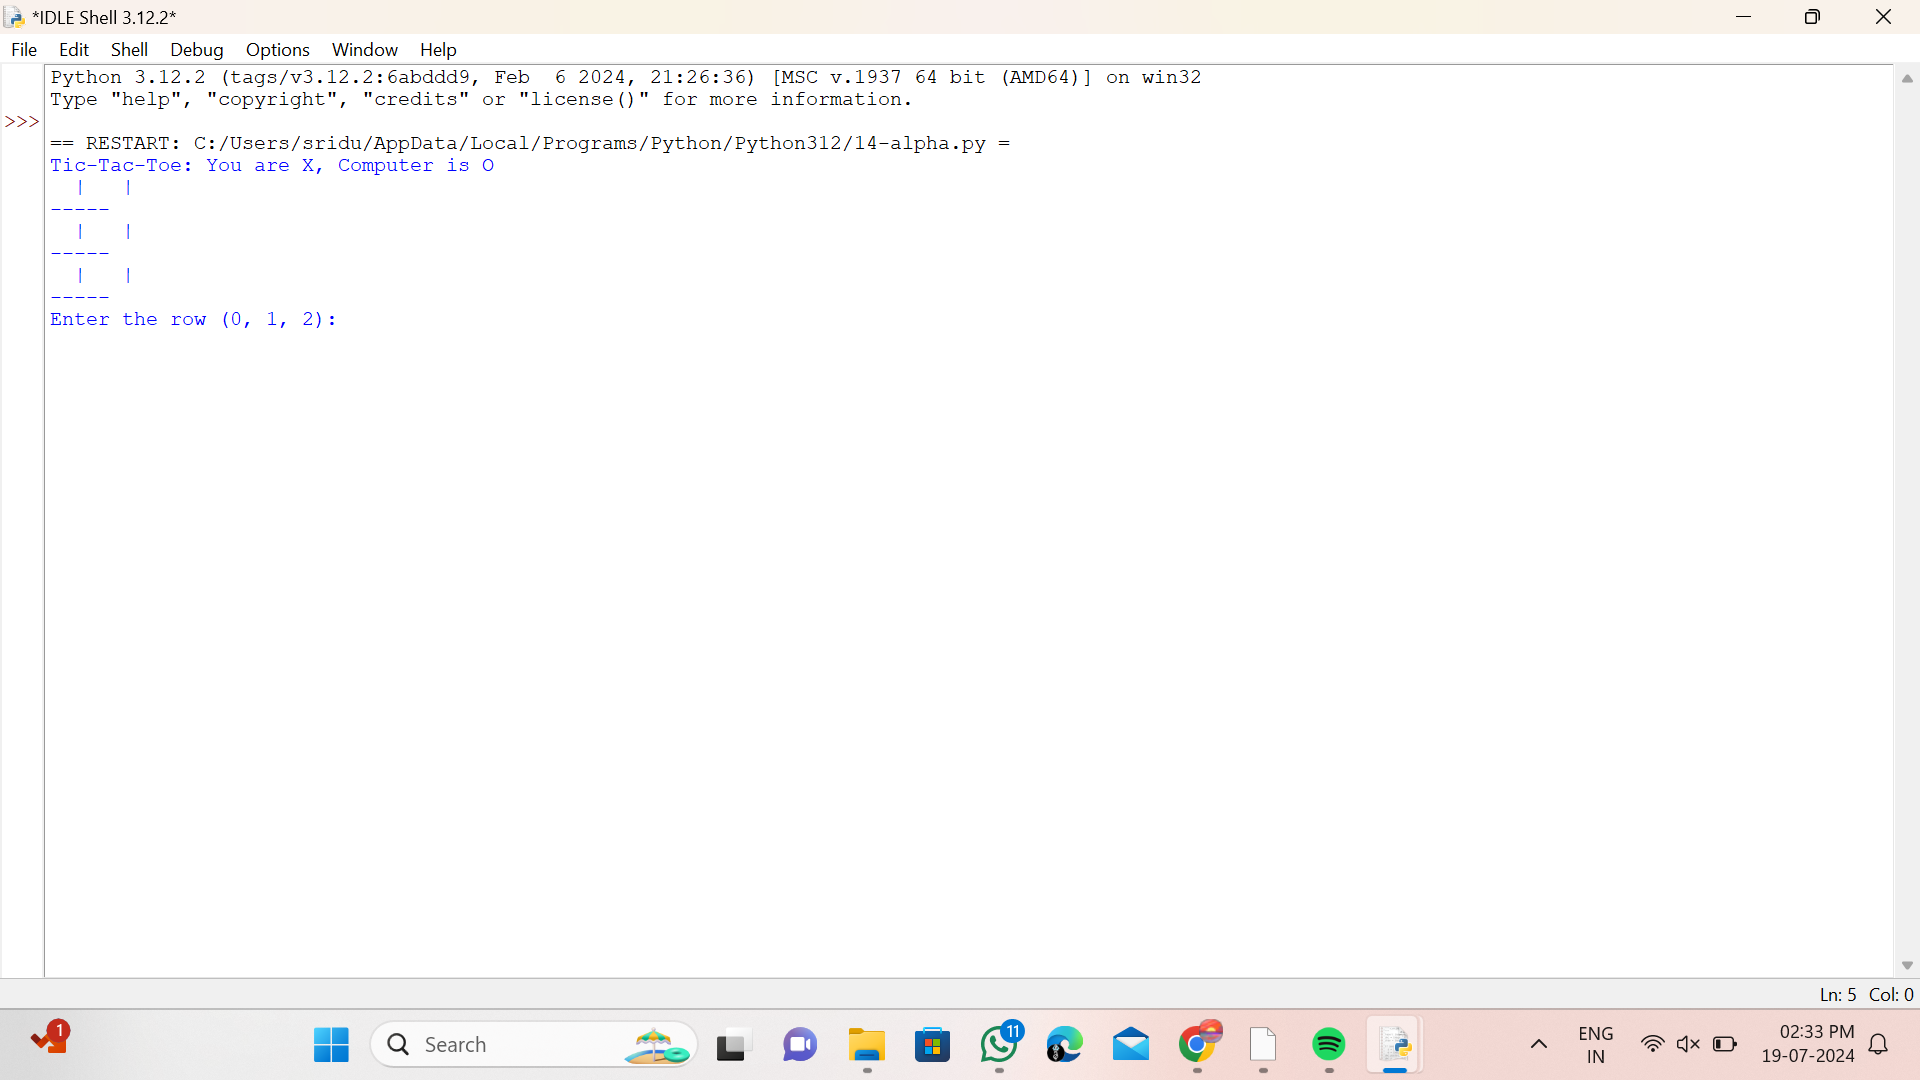 *IDLE Shell 3.12.2*
File Edit Shell Debug Options Window Help
Python 3.12.2 (tags/v3.12.2:6abddd9, Feb  6 2024, 21:26:36) [MSC v.1937 64 bit (AMD64)] on win32
Type "help", "copyright", "credits" or "license()" for more information.
>>>
== RESTART: C:/Users/sridu/AppData/Local/Programs/Python/Python312/14-alpha.py =
Tic-Tac-Toe: You are X, Computer is O
  |   |
-----
  |   |
-----
  |   |
-----
Enter the row (0, 1, 2):
Ln: 5 Col: 0
1
Search
11
ENG
IN
02:33 PM
19-07-2024